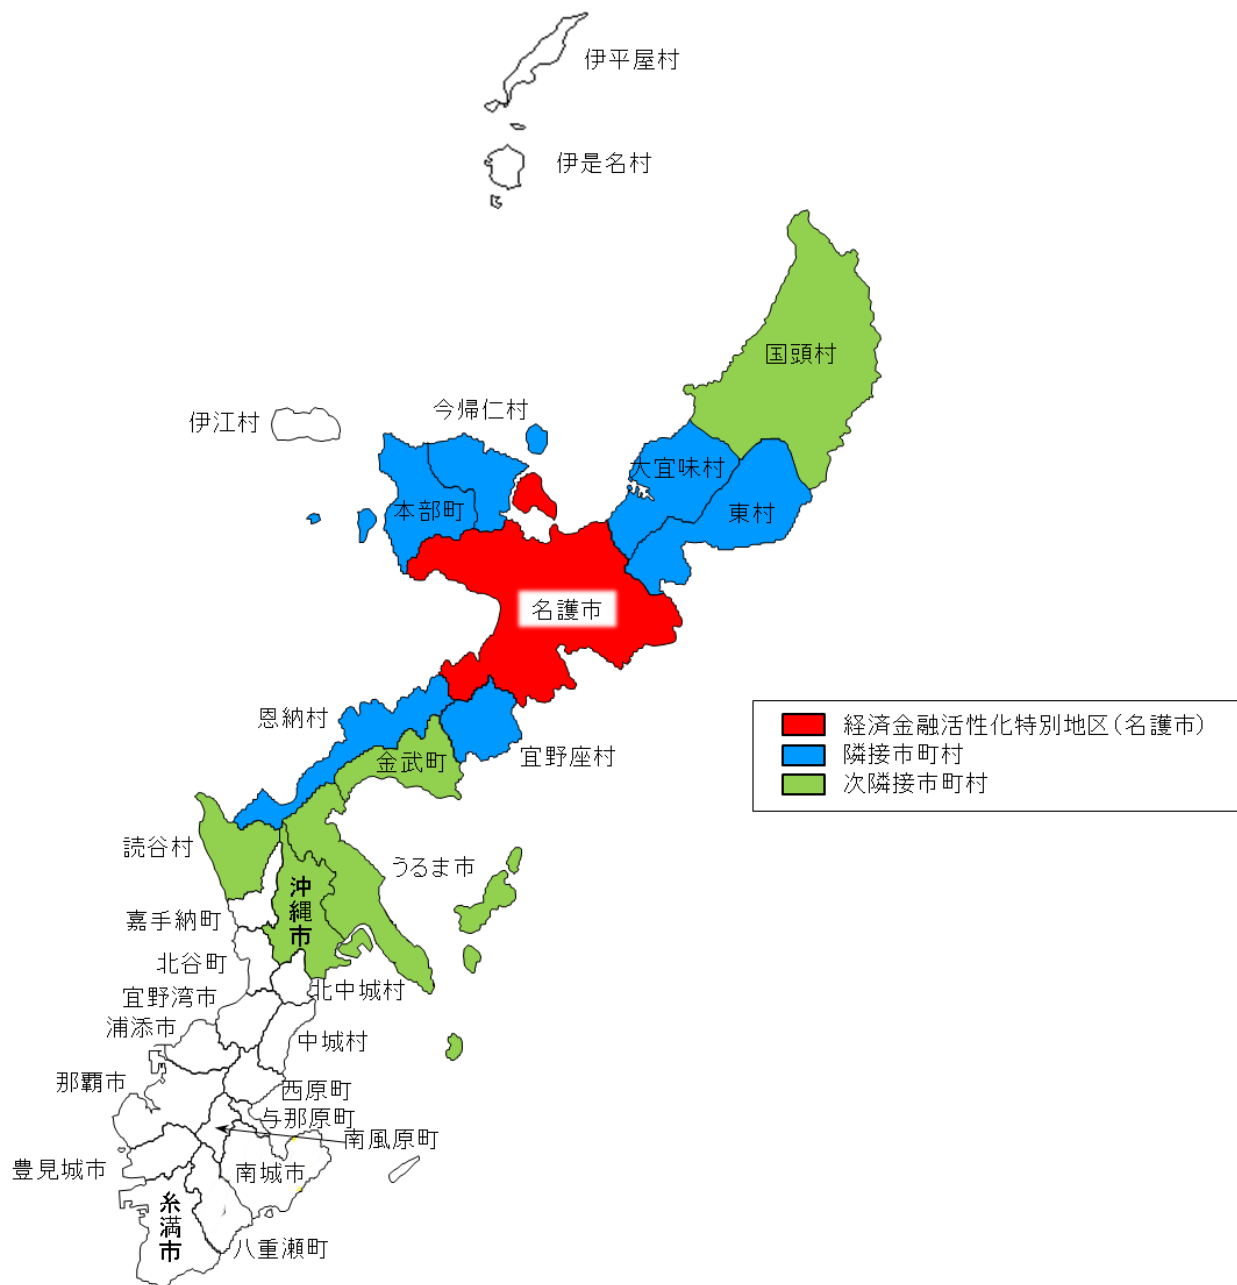 伊平屋村
伊是名村
国頭村
今帰仁村
伊江村
大宜味村
本部町
東村
名護市
恩納村
宜野座村
金武町
経済金融活性化特別地区(名護市)
隣接市町村
次隣接市町村
読谷村
うるま市
沖縄市
嘉手納町
北谷町
北中城村
宜野湾市
浦添市
中城村
那覇市
西原町
与那原町
南風原町
豊見城市
南城市
糸満市
八重瀬町